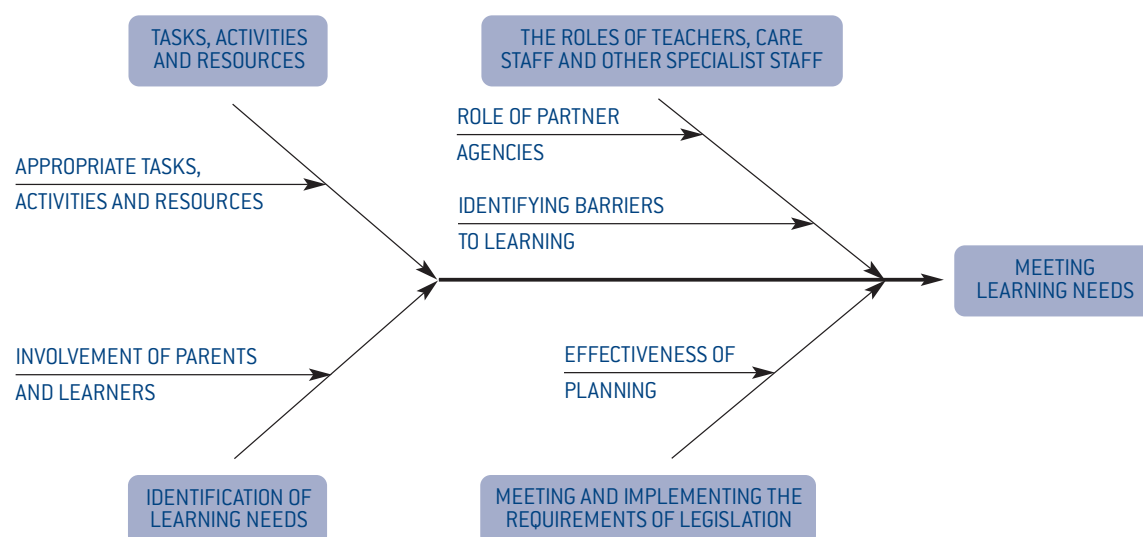 TASKS, ACTIVITIES
AND RESOURCES
THE ROLES OF TEACHERS, CARE
STAFF AND OTHER SPECIALIST STAFF
ROLE OF PARTNER
AGENCIES
APPROPRIATE TASKS,
ACTIVITIES AND RESOURCES
IDENTIFYING BARRIERS
TO LEARNING
MEETING
LEARNING NEEDS
INVOLVEMENT OF PARENTS
AND LEARNERS
EFFECTIVENESS OF
PLANNING
IDENTIFICATION OF
LEARNING NEEDS
MEETING AND IMPLEMENTING THE
REQUIREMENTS OF LEGISLATION